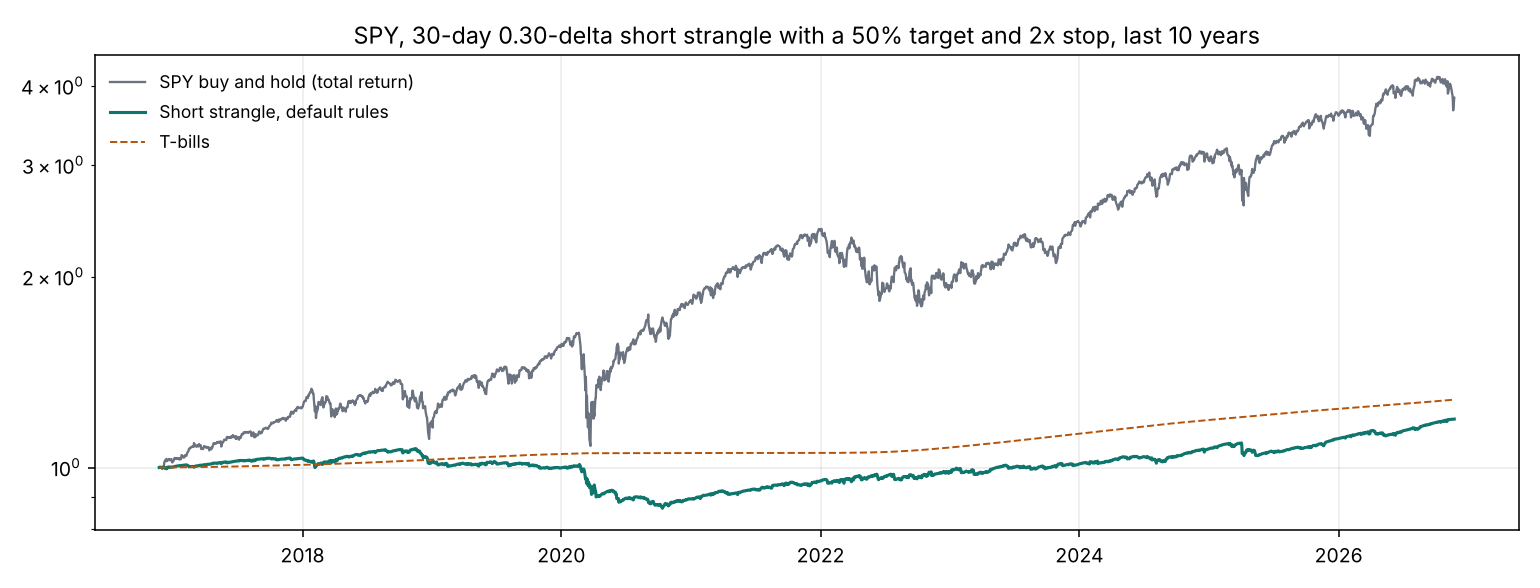 SPY, 30-day 0.30-delta short strangle with a 50% target and 2x stop, last 10 years
SPY buy and hold (total return)
Short strangle, default rules
T-bills
4 × 10⁰
3 × 10⁰
2 × 10⁰
10⁰
2018 2020 2022 2024 2026